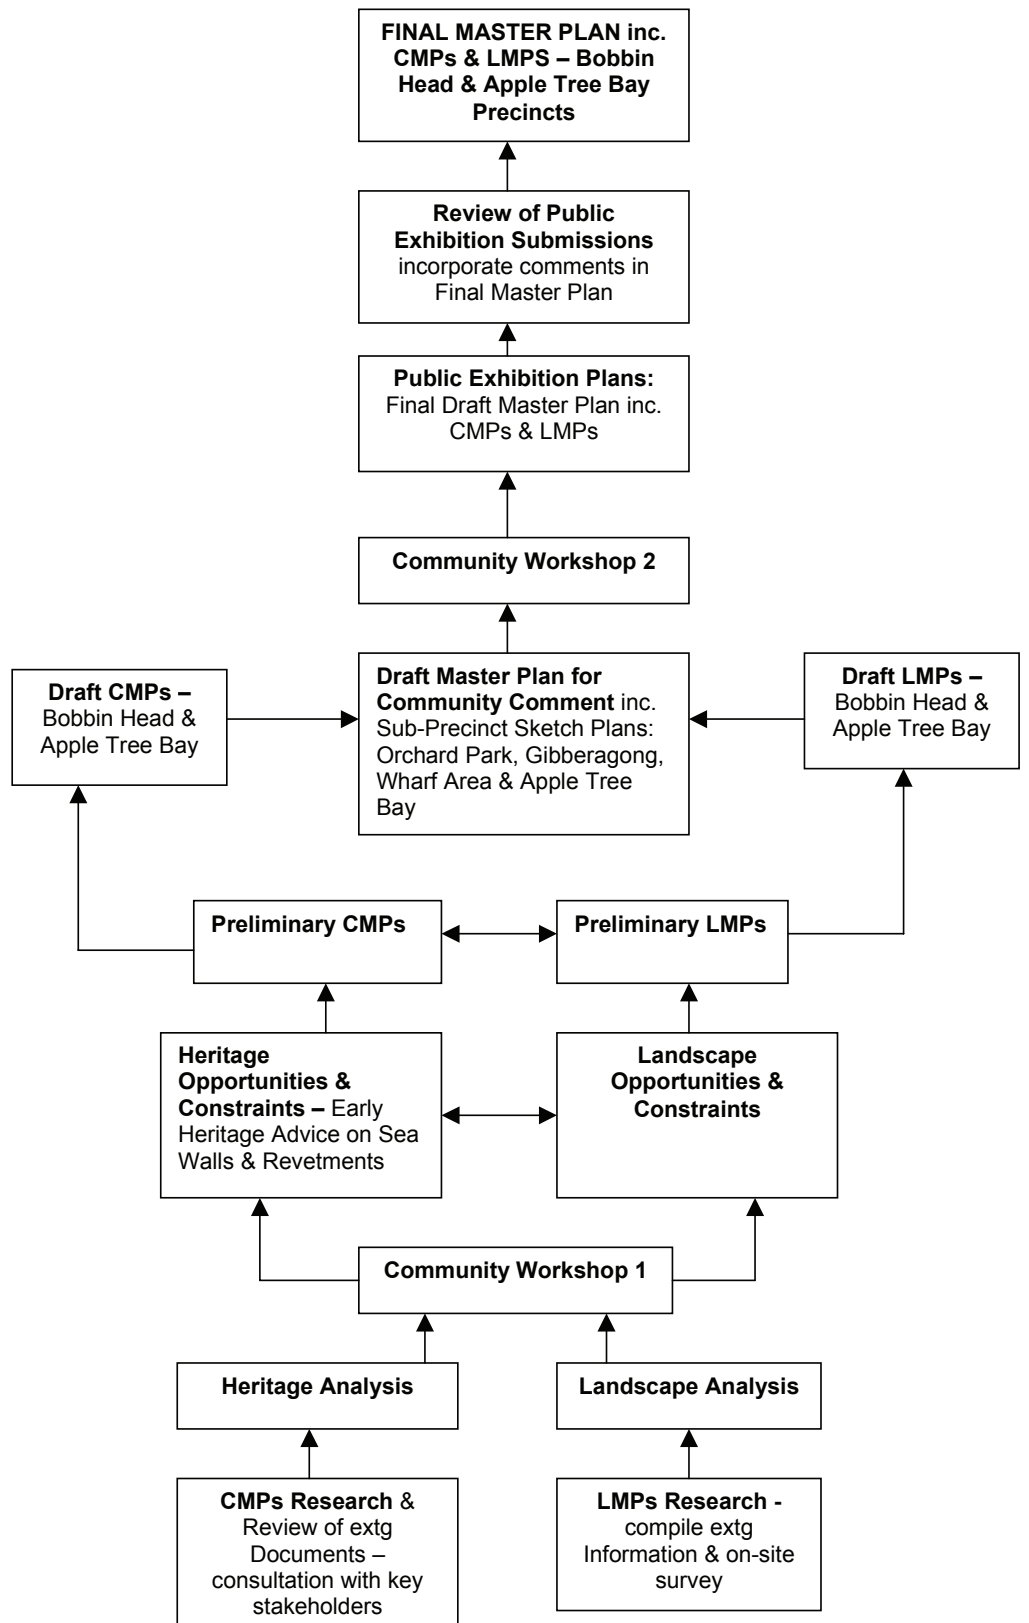 FINAL MASTER PLAN inc.
CMPs & LMPS – Bobbin
Head & Apple Tree Bay
Precincts
Review of Public
Exhibition Submissions
incorporate comments in
Final Master Plan
Public Exhibition Plans:
Final Draft Master Plan inc.
CMPs & LMPs
Community Workshop 2
Draft CMPs –
Bobbin Head &
Apple Tree Bay
Draft Master Plan for
Community Comment inc.
Sub-Precinct Sketch Plans:
Orchard Park, Gibberagong,
Wharf Area & Apple Tree
Bay
Draft LMPs –
Bobbin Head &
Apple Tree Bay
Preliminary CMPs
Preliminary LMPs
Heritage
Opportunities &
Constraints – Early
Heritage Advice on Sea
Walls & Revetments
Landscape
Opportunities &
Constraints
Community Workshop 1
Heritage Analysis
Landscape Analysis
CMPs Research &
Review of extg
Documents –
consultation with key
stakeholders
LMPs Research -
compile extg
Information & on-site
survey